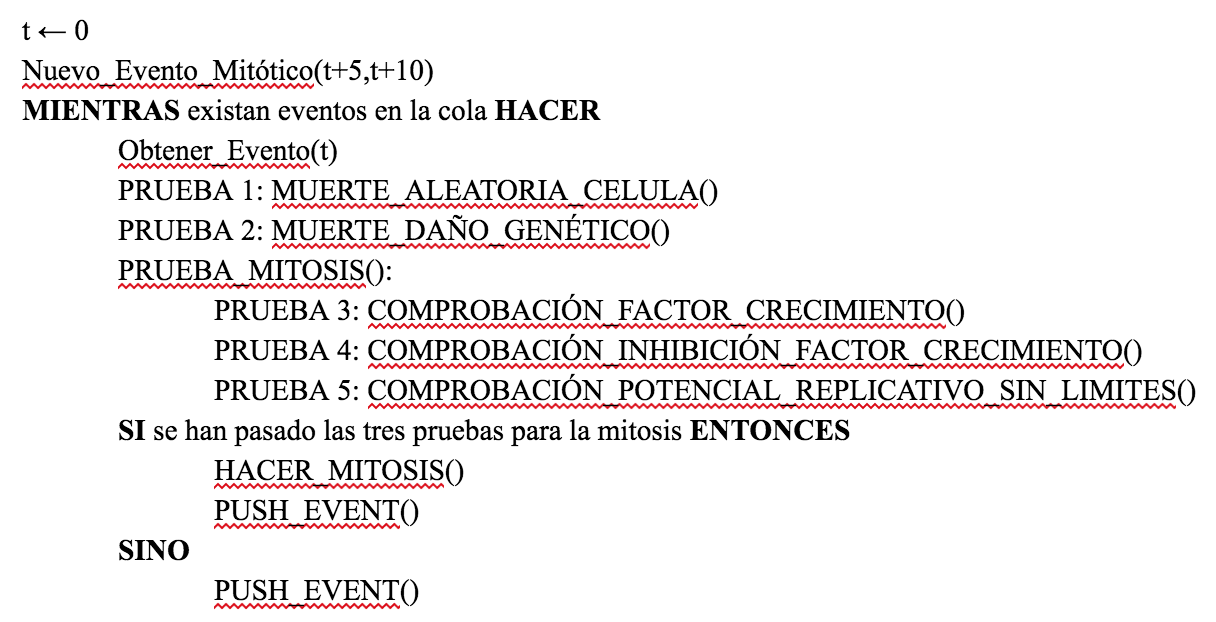 t ← 0
Nuevo_Evento_Mitótico(t+5,t+10)
MIENTRAS existan eventos en la cola HACER
Obtener_Evento(t)
PRUEBA 1: MUERTE_ALEATORIA_CELULA()
PRUEBA 2: MUERTE_DAÑO_GENÉTICO()
PRUEBA_MITOSIS():
PRUEBA 3: COMPROBACIÓN_FACTOR_CRECIMIENTO()
PRUEBA 4: COMPROBACIÓN_INHIBICIÓN_FACTOR_CRECIMIENTO()
PRUEBA 5: COMPROBACIÓN_POTENCIAL_REPLICATIVO_SIN_LIMITES()
SI se han pasado las tres pruebas para la mitosis ENTONCES
HACER_MITOSIS()
PUSH_EVENT()
SINO
PUSH_EVENT()